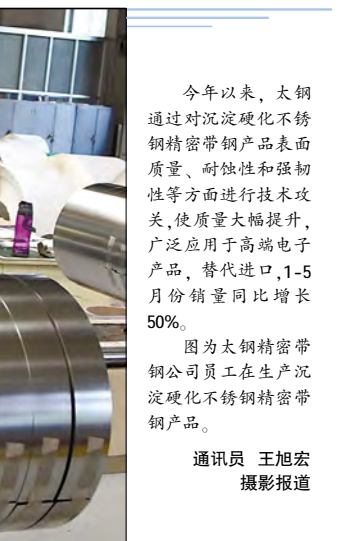 今年以来，太钢
通过对沉淀硬化不锈
钢精密带钢产品表面
质量、耐蚀性和强韧
性等方面进行技术攻
关,使质量大幅提升,
广泛应用于高端电子
产品，替代进口,1-5
月份销量同比增长
50%。
图为太钢精密带
钢公司员工在生产沉
淀硬化不锈钢精密带
钢产品。
通讯员 王旭宏
摄影报道